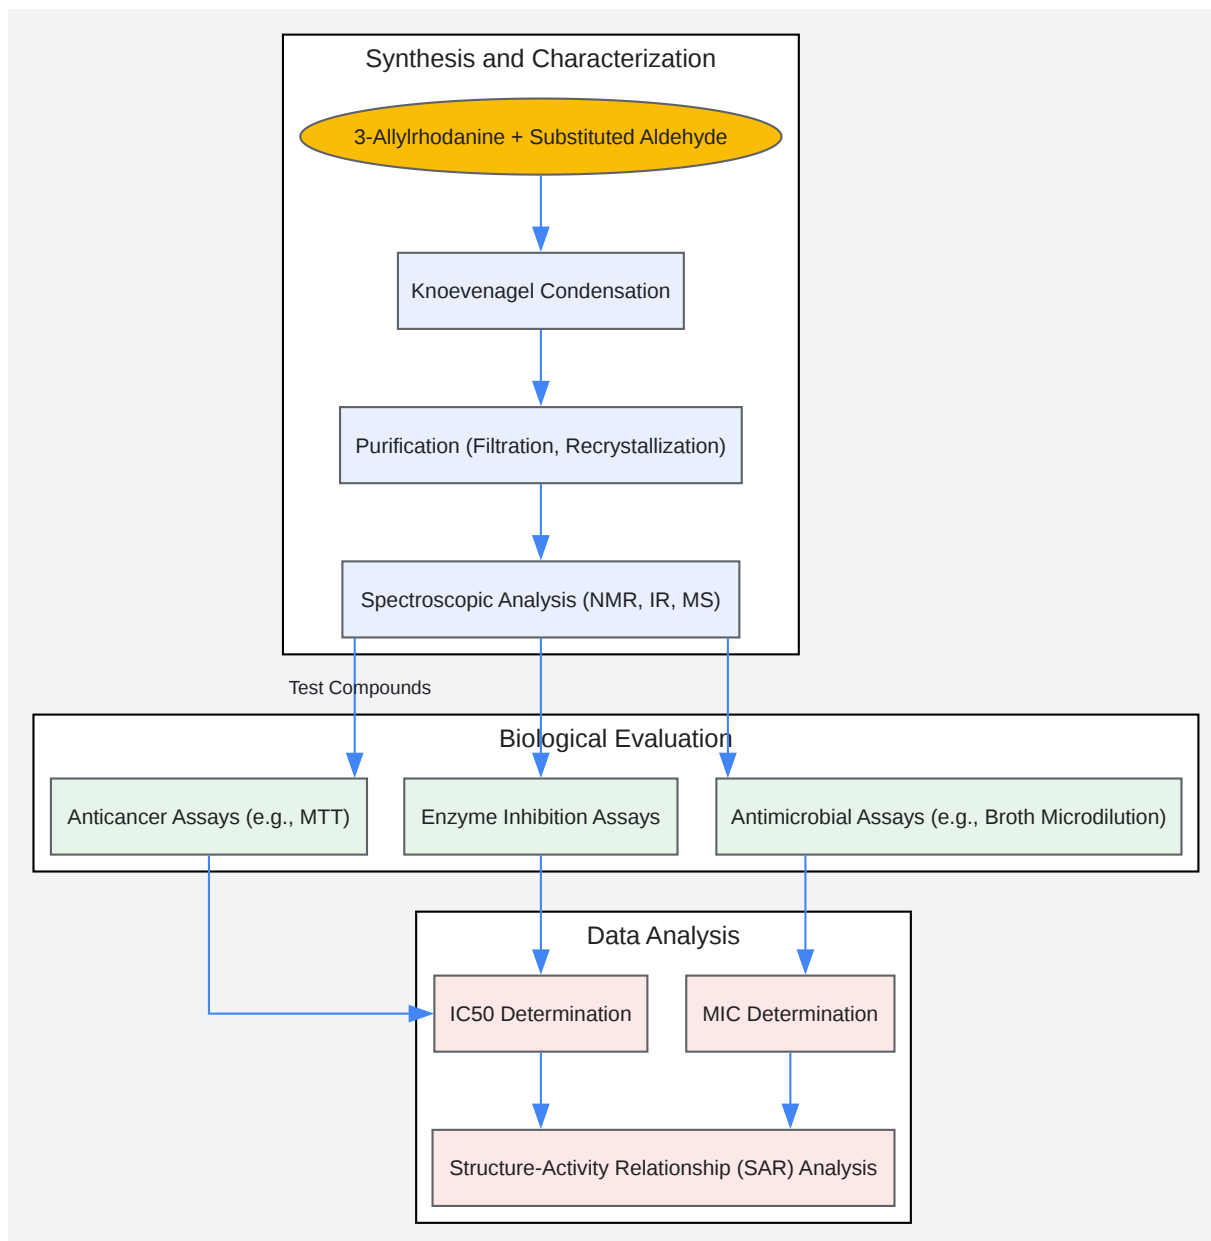 Synthesis and Characterization
3-Allylrhodanine + Substituted Aldehyde
Knoevenagel Condensation
Purification (Filtration, Recrystallization)
Spectroscopic Analysis (NMR, IR, MS)
Test Compounds
Biological Evaluation
Anticancer Assays (e.g., MTT)
Enzyme Inhibition Assays
Antimicrobial Assays (e.g., Broth Microdilution)
Data Analysis
IC50 Determination
MIC Determination
Structure-Activity Relationship (SAR) Analysis